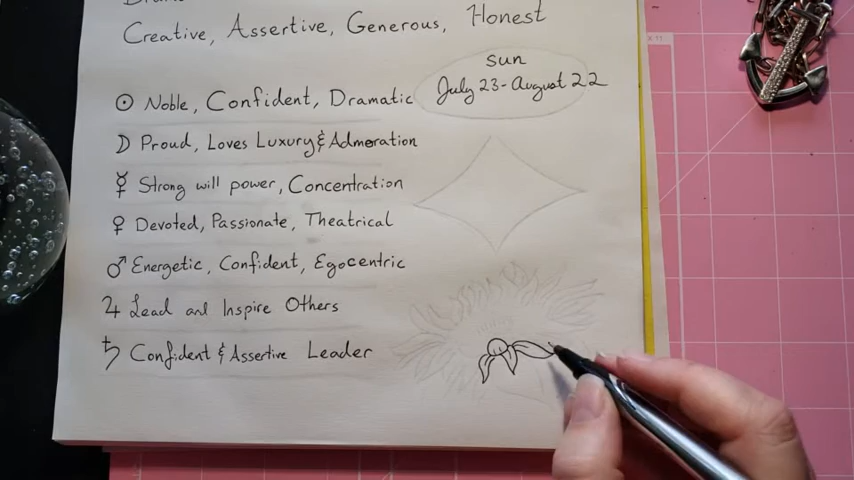 Creative, Assertive, Generous, Honest
sun
July 23 - August 22
☉ Noble, Confident, Dramatic
☽ Proud, Loves Luxury & Admoration
☿ Strong will power, Concentration
♀ Devoted, Passionate, Theatrical
♂ Energetic, Confident, Egocentric
♃ Lead and Inspire Others
♄ Confident & Assertive Leader